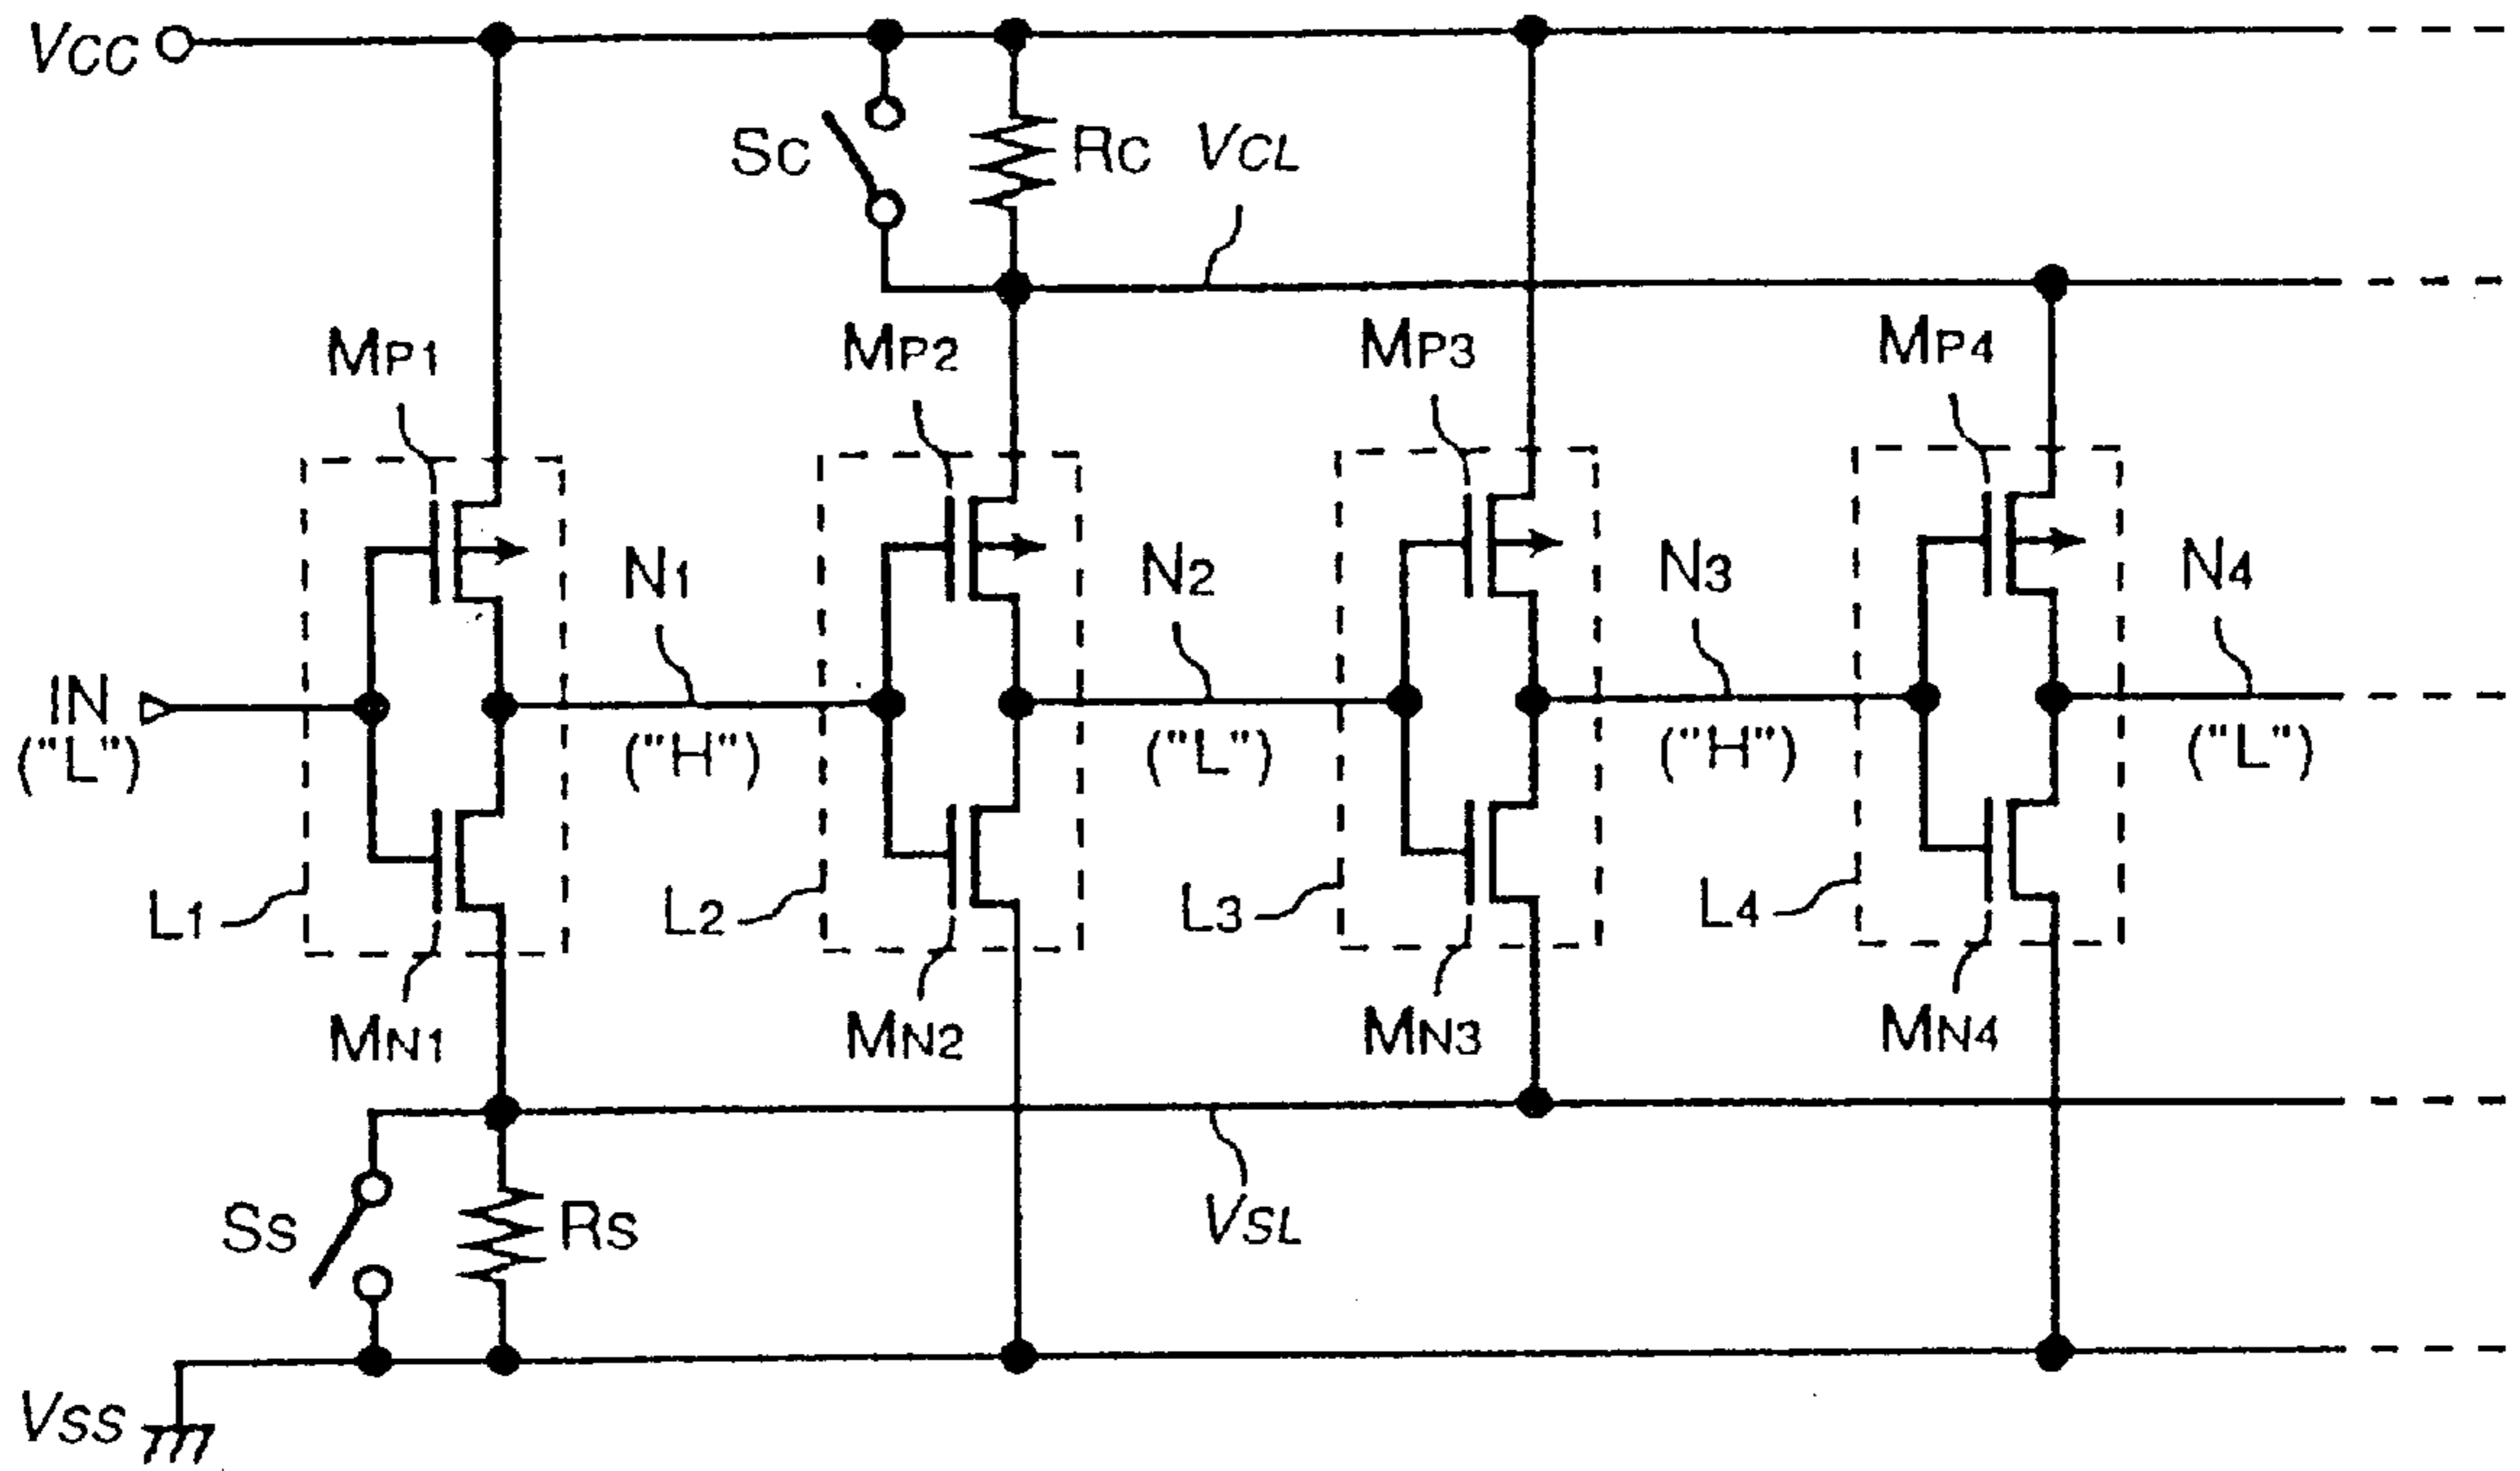 VCC
SC
RC
VCL
MP1
MP2
MP3
MP4
N1
N2
N3
N4
IN
("L")
("H")
("L")
("H")
("L")
L1
L2
L3
L4
MN1
MN2
MN3
MN4
SS
RS
VSL
VSS